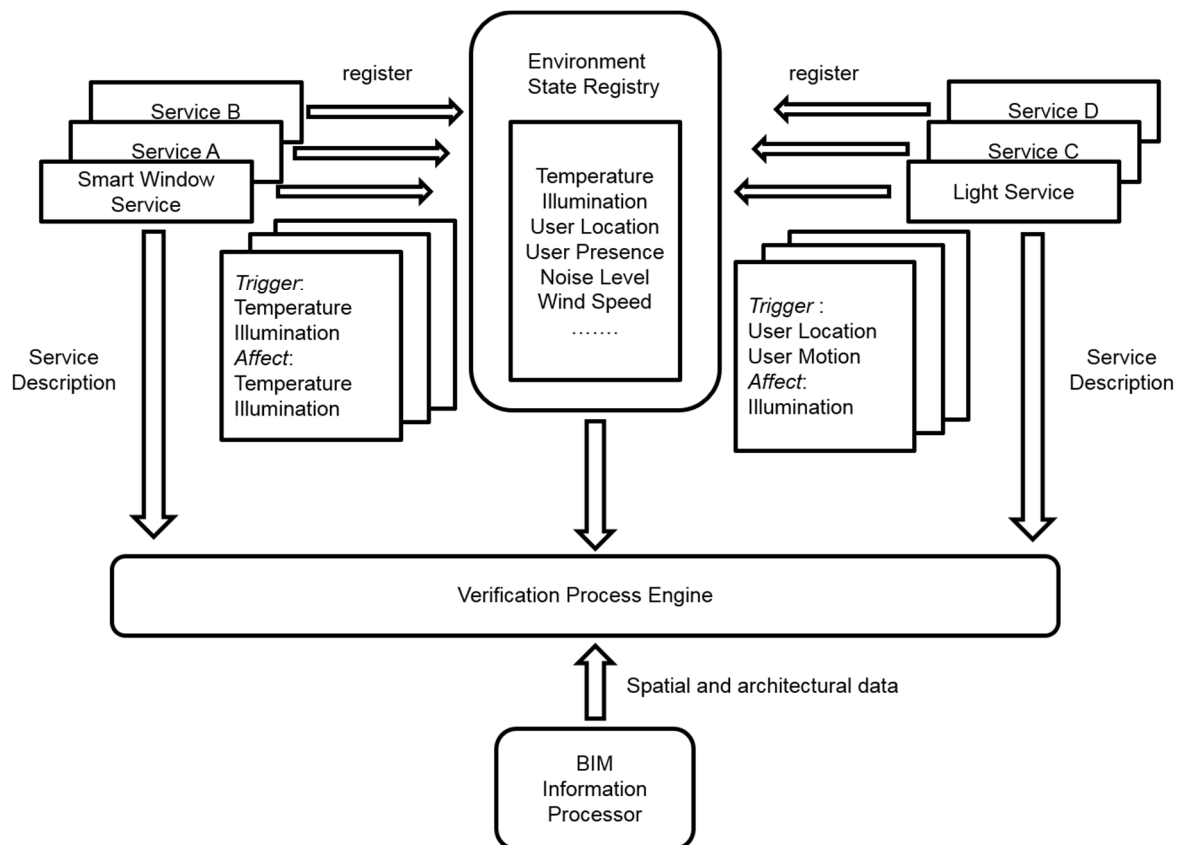 Environment
State Registry
register
register
Service B
Service A
Smart Window
Service
Service D
Service C
Light Service
Temperature
Illumination
User Location
User Presence
Noise Level
Wind Speed
.......
Trigger:
Temperature
Illumination
Affect:
Temperature
Illumination
Trigger :
User Location
User Motion
Affect:
Illumination
Service
Description
Service
Description
Verification Process Engine
Spatial and architectural data
BIM
Information
Processor